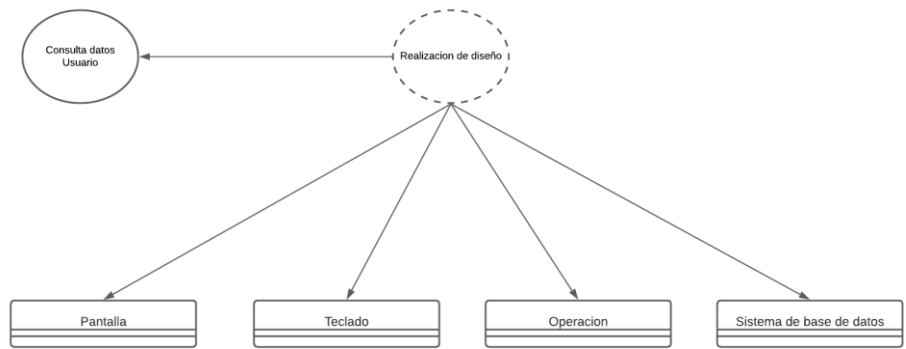 Consulta datos
Usuario
Realizacion de diseño
Pantalla
Teclado
Operacion
Sistema de base de datos